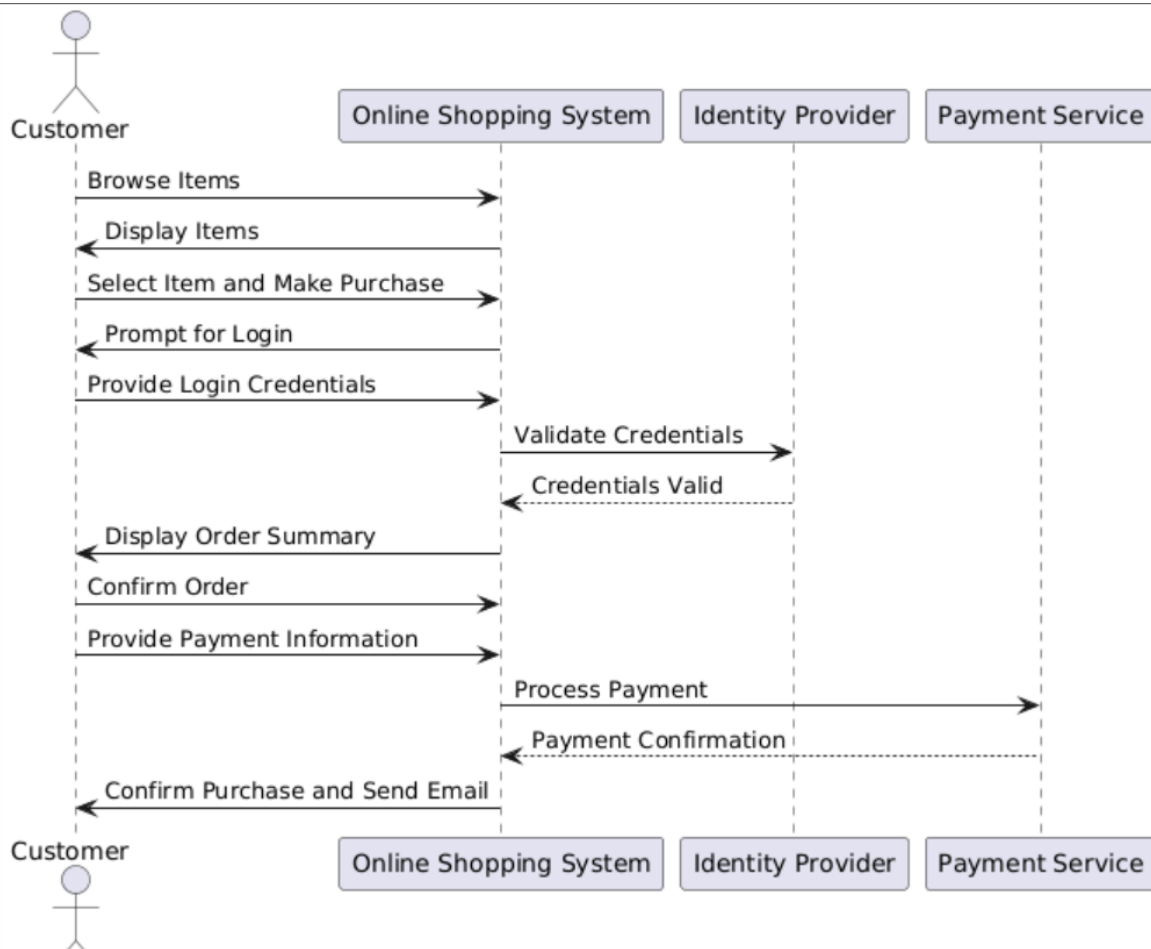 Customer
Online Shopping System
Identity Provider
Payment Service
Browse Items
Display Items
Select Item and Make Purchase
Prompt for Login
Provide Login Credentials
Validate Credentials
Credentials Valid
Display Order Summary
Confirm Order
Provide Payment Information
Process Payment
Payment Confirmation
Confirm Purchase and Send Email
Customer
Online Shopping System
Identity Provider
Payment Service